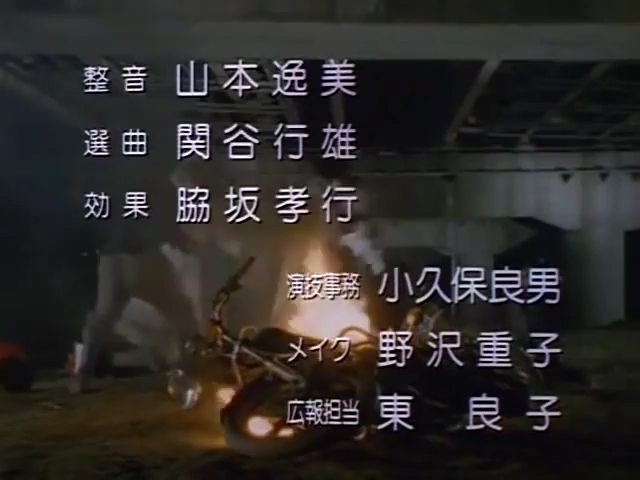 整音 山本逸美
選曲 関谷行雄
効果 脇坂孝行
演技事務 小久保良男
メイク 野沢重子
広報担当 東 良子